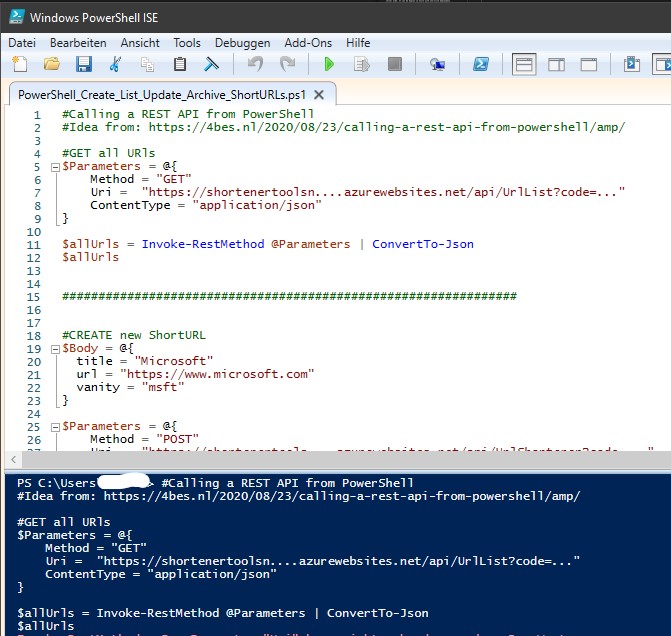 Windows PowerShell ISE
Datei Bearbeiten Ansicht Tools Debuggen Add-Ons Hilfe
PowerShell_Create_List_Update_Archive_ShortURLs.ps1
1 #Calling a REST API from PowerShell
2 #Idea from: https://4bes.nl/2020/08/23/calling-a-rest-api-from-powershell/amp/
3
4 #GET all URls
5 $Parameters = @{
6 Method = "GET"
7 Uri = "https://shortenertoolsn....azurewebsites.net/api/UrlList?code=..."
8 ContentType = "application/json"
9 }
10
11 $allUrls = Invoke-RestMethod @Parameters | ConvertTo-Json
12 $allUrls
13
14
15 ###############################################################
16
17
18 #CREATE new ShortURL
19 $Body = @{
20 title = "Microsoft"
21 url = "https://www.microsoft.com"
22 vanity = "msft"
23 }
24
25 $Parameters = @{
26 Method = "POST"
PS C:\Users > #Calling a REST API from PowerShell
#Idea from: https://4bes.nl/2020/08/23/calling-a-rest-api-from-powershell/amp/
#GET all URls
$Parameters = @{
Method = "GET"
Uri = "https://shortenertoolsn....azurewebsites.net/api/UrlList?code=..."
ContentType = "application/json"
}
$allUrls = Invoke-RestMethod @Parameters | ConvertTo-Json
$allUrls